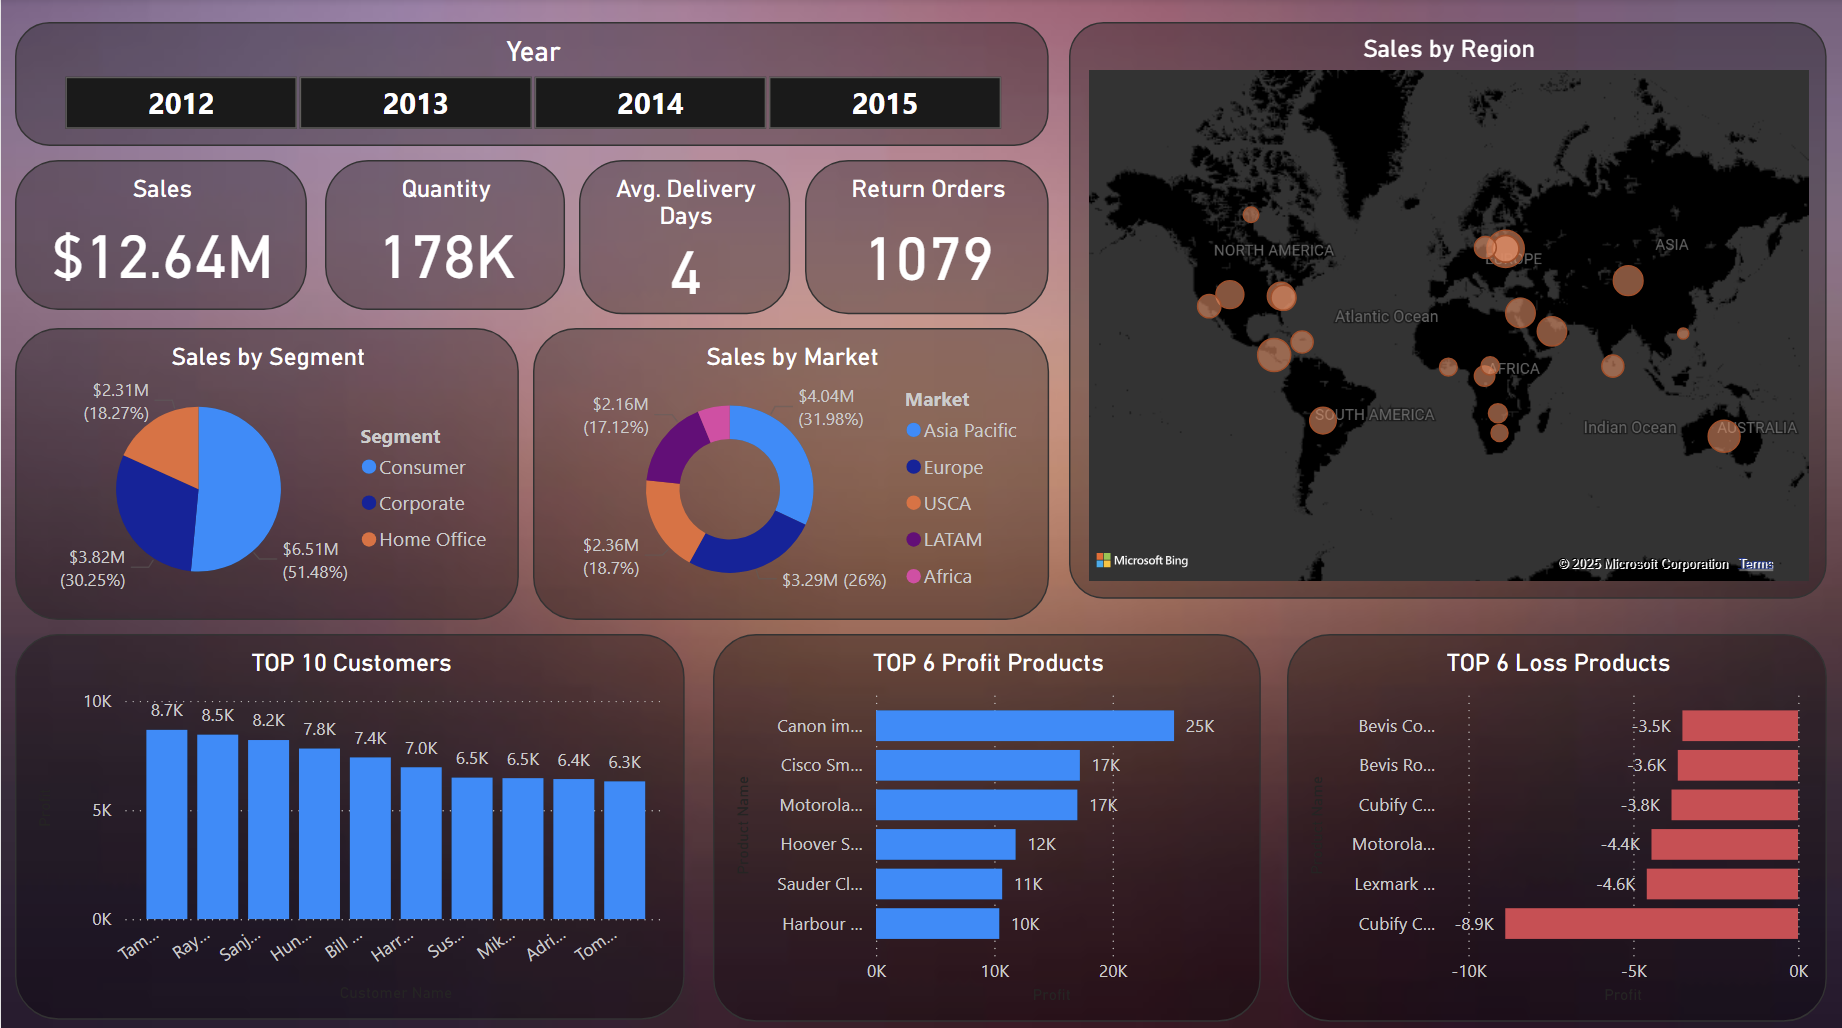 Year
2012
2013
2014
2015
Sales
$12.64M
Quantity
178K
Avg. Delivery
Days
4
Return Orders
1079
Sales by Region
NORTH AMERICA
EUROPE
ASIA
Atlantic Ocean
AFRICA
SOUTH AMERICA
Indian Ocean
AUSTRALIA
Microsoft Bing
© 2025 Microsoft Corporation
Terms
Sales by Segment
$2.31M
(18.27%)
$3.82M
(30.25%)
$6.51M
(51.48%)
Segment
Consumer
Corporate
Home Office
Sales by Market
$2.16M
(17.12%)
$4.04M
(31.98%)
$2.36M
(18.7%)
$3.29M (26%)
Market
Asia Pacific
Europe
USCA
LATAM
Africa
TOP 10 Customers
10K
5K
0K
8.7K
8.5K
8.2K
7.8K
7.4K
7.0K
6.5K
6.5K
6.4K
6.3K
Tam...
Ray...
Sanj...
Hun...
Bill ...
Harr...
Sus...
Mik...
Adri...
Tom...
Customer Name
TOP 6 Profit Products
Product Name
Canon im... 25K
Cisco Sm... 17K
Motorola... 17K
Hoover S... 12K
Sauder Cl... 11K
Harbour ... 10K
0K 10K 20K
Profit
TOP 6 Loss Products
Bevis Co... -3.5K
Bevis Ro... -3.6K
Cubify C... -3.8K
Motorola... -4.4K
Lexmark ... -4.6K
Cubify C... -8.9K
-10K -5K 0K
Profit